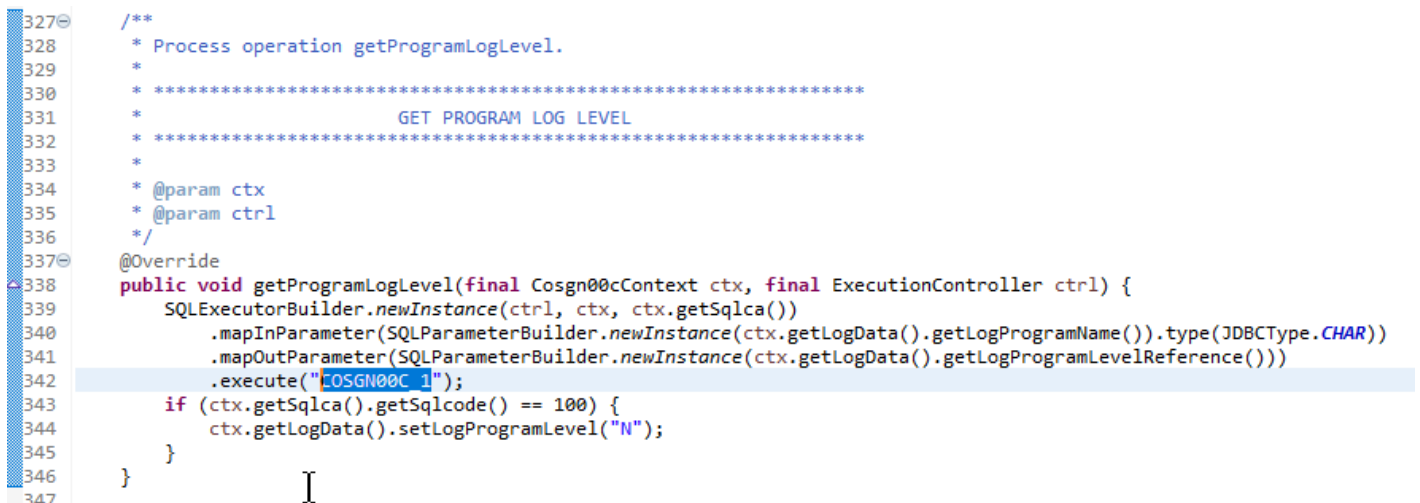 327 /**
328 * Process operation getProgramLogLevel.
329 *
330 * ****************************************************************
331 * GET PROGRAM LOG LEVEL
332 * ****************************************************************
333 *
334 * @param ctx
335 * @param ctrl
336 */
337 @Override
338 public void getProgramLogLevel(final Cosgn00cContext ctx, final ExecutionController ctrl) {
339 SQLExecutorBuilder.newInstance(ctrl, ctx, ctx.getSqlca())
340 .mapInParameter(SQLParameterBuilder.newInstance(ctx.getLogData().getLogProgramName()).type(JDBCType.CHAR))
341 .mapOutParameter(SQLParameterBuilder.newInstance(ctx.getLogData().getLogProgramLevelReference()))
342 .execute("COSGN00C_1");
343 if (ctx.getSqlca().getSqlcode() == 100) {
344 ctx.getLogData().setLogProgramLevel("N");
345 }
346 }
347